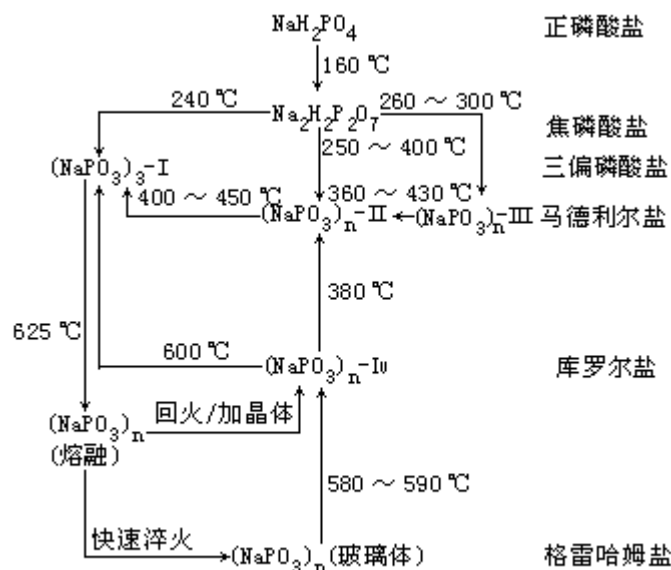 NaH₂PO₄ 正磷酸盐
160 ℃
240 ℃ Na₂H₂P₂O₇ 260 ～ 300 ℃
焦磷酸盐
250 ～ 400 ℃
(NaPO₃)₃-I 三偏磷酸盐
400 ～ 450 ℃ 360 ～ 430 ℃
(NaPO₃)ₙ-II (NaPO₃)ₙ-III 马德利尔盐
380 ℃
625 ℃ 600 ℃
(NaPO₃)ₙ-Iv 库罗尔盐
(NaPO₃)ₙ 回火/加晶体
(熔融)
580 ～ 590 ℃
快速淬火
(NaPO₃)ₙ(玻璃体) 格雷哈姆盐